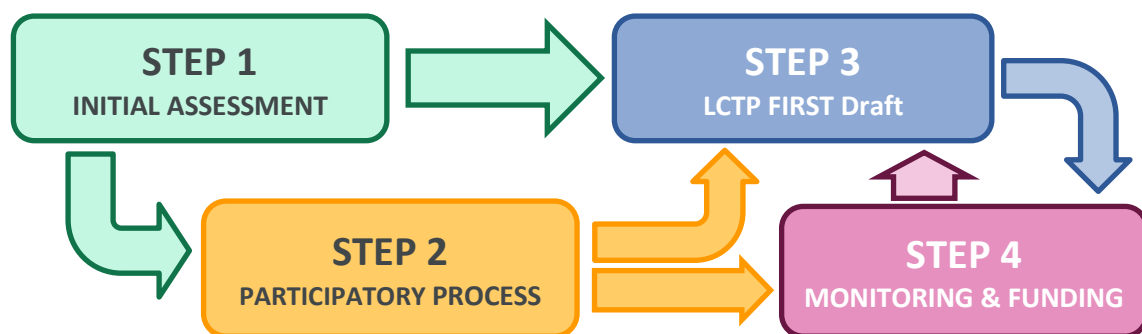 STEP 1
INITIAL ASSESSMENT
STEP 3
LCTP FIRST Draft
STEP 2
PARTICIPATORY PROCESS
STEP 4
MONITORING & FUNDING